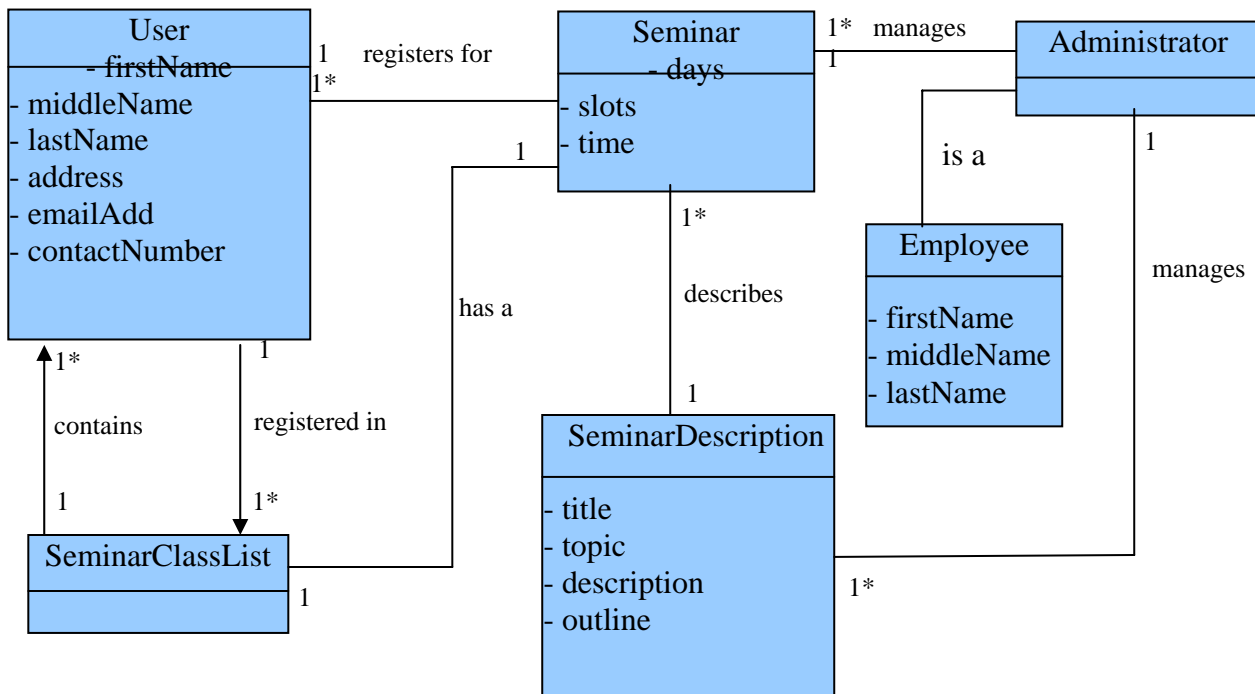 User
- firstName
- middleName
- lastName
- address
- emailAdd
- contactNumber
1
registers for
1*
Seminar
- days
- slots
- time
1*
manages
1
Administrator
1
is a
1
1*
Employee
- firstName
- middleName
- lastName
manages
has a
describes
1*
1
contains
registered in
1
1*
1
SeminarDescription
- title
- topic
- description
- outline
SeminarClassList
1
1*